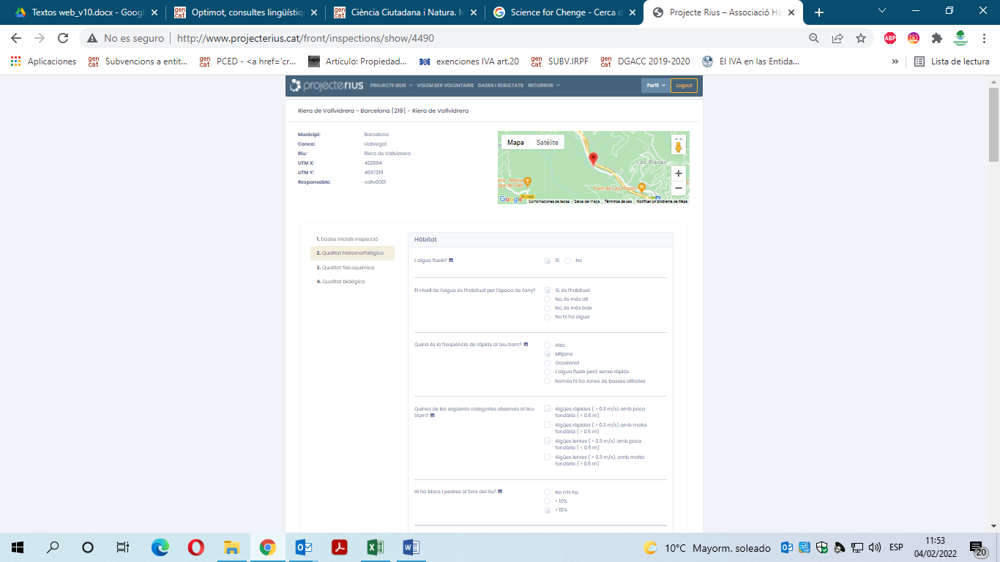 Textos web_v10.docx - Goog
Optimot, consultes lingüísti
Ciència Ciutadana i Natura. M
Science for Chenge - Cerca d
Projecte Rius – Associació Hà
No es seguro
http://www.projecterius.cat/front/inspections/show/4490
Aplicaciones
Subvencions a entit...
PCED - <a href='cr...
Artículo: Propiedad...
exenciones IVA art.20
SUBV.IRPF
DGACC 2019-2020
El IVA en las Entida...
Lista de lectura
projecterius
PROJECTE RIUS
VOLEM SER VOLUNTARIS
DADES I RESULTATS
RECURSOS
Perfil
Logout
Riera de Vallvidrera - Barcelona [219] - Riera de Vallvidrera
Municipi: Barcelona
Conca: Llobregat
Riu: Riera de Vallvidrera
UTM X: 422884
UTM Y: 4587219
Responsable: vallv0001
Mapa
Satélite
Las Planas
Font de Les Planes
Google
Combinaciones de teclas
Datos del mapa
Términos de uso
Notificar un problema de Maps
1. Dades inicials inspecció
2. Qualitat hidromorfològica
3. Qualitat fisicoquímica
4. Qualitat biològica
Hàbitat
L'aigua flueix?
Sí
No
El nivell de l'aigua és l'habitual per l'època de l'any?
Sí, és l'habitual
No, és més alt
No, és més baix
No hi ha aigua
Quina és la freqüència de ràpids al teu tram?
Alta
Mitjana
Ocasional
L'aigua flueix però sense ràpids
Només hi ha zones de basses aïllades
Quines de les següents categories observes al teu
tram?
Aigües ràpides ( > 0.3 m/s) amb poca
fondària ( < 0.5 m)
Aigües ràpides ( > 0.3 m/s) amb molta
fondària ( > 0.5 m)
Aigües lentes ( < 0.3 m/s) amb poca
fondària ( < 0.5 m)
Aigües lentes ( < 0.3 m/s), amb molta
fondària ( > 0.5 m)
Hi ha blocs i pedres al fons del riu?
No n'hi ha
< 10%
> 10%
10°C Mayorm. soleado
ESP
11:53
04/02/2022
20